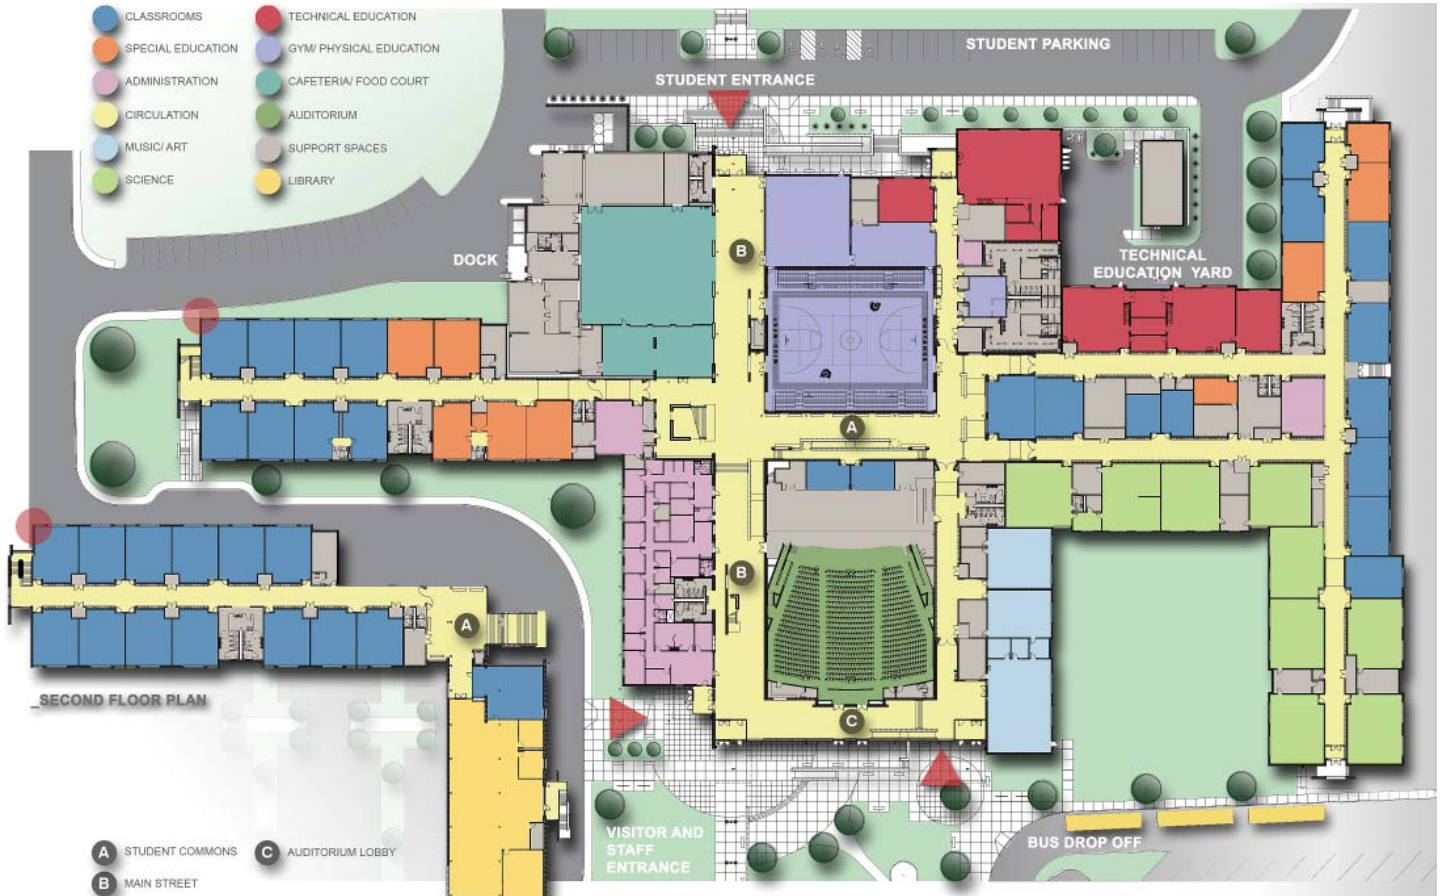 CLASSROOMS
SPECIAL EDUCATION
ADMINISTRATION
CIRCULATION
MUSIC/ ART
SCIENCE
TECHNICAL EDUCATION
GYM/ PHYSICAL EDUCATION
CAFETERIA/ FOOD COURT
AUDITORIUM
SUPPORT SPACES
LIBRARY
STUDENT PARKING
STUDENT ENTRANCE
DOCK
TECHNICAL
EDUCATION YARD
B
A
B
C
A
_SECOND FLOOR PLAN
VISITOR AND
STAFF
ENTRANCE
BUS DROP OFF
A STUDENT COMMONS
B MAIN STREET
C AUDITORIUM LOBBY